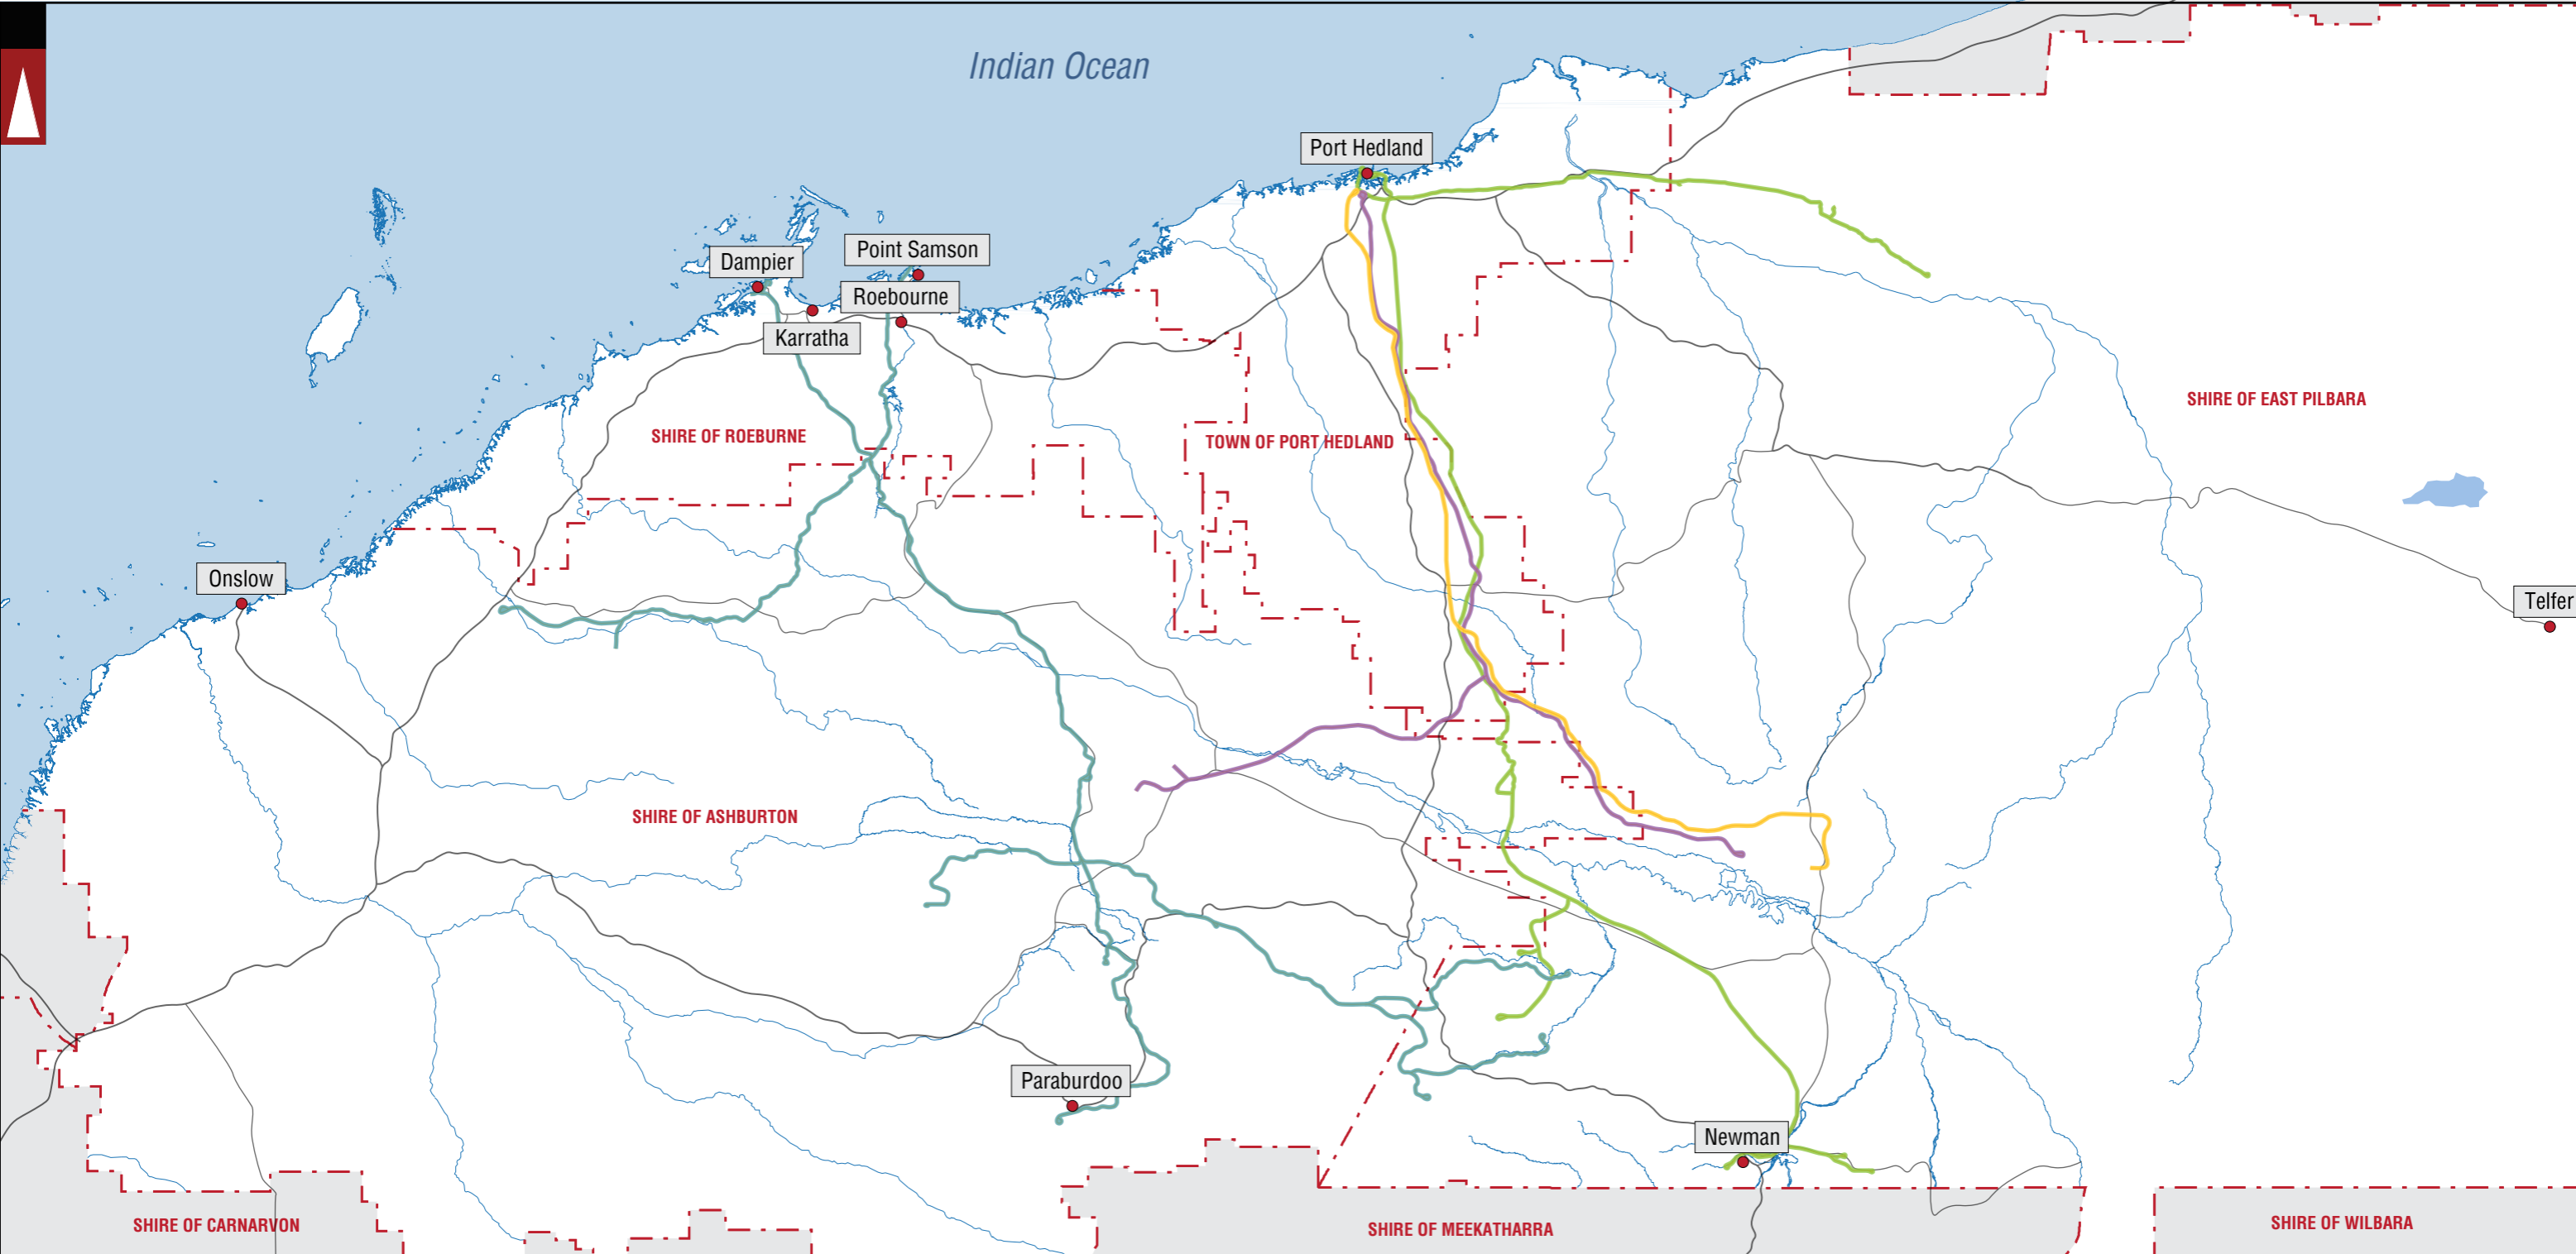 Indian Ocean
Port Hedland
Point Samson
Dampier
Roebourne
Karratha
SHIRE OF EAST PILBARA
SHIRE OF ROEBURNE
TOWN OF PORT HEDLAND
Onslow
Telfer
SHIRE OF ASHBURTON
Paraburdoo
Newman
SHIRE OF CARNARVON
SHIRE OF MEEKATHARRA
SHIRE OF WILBARA